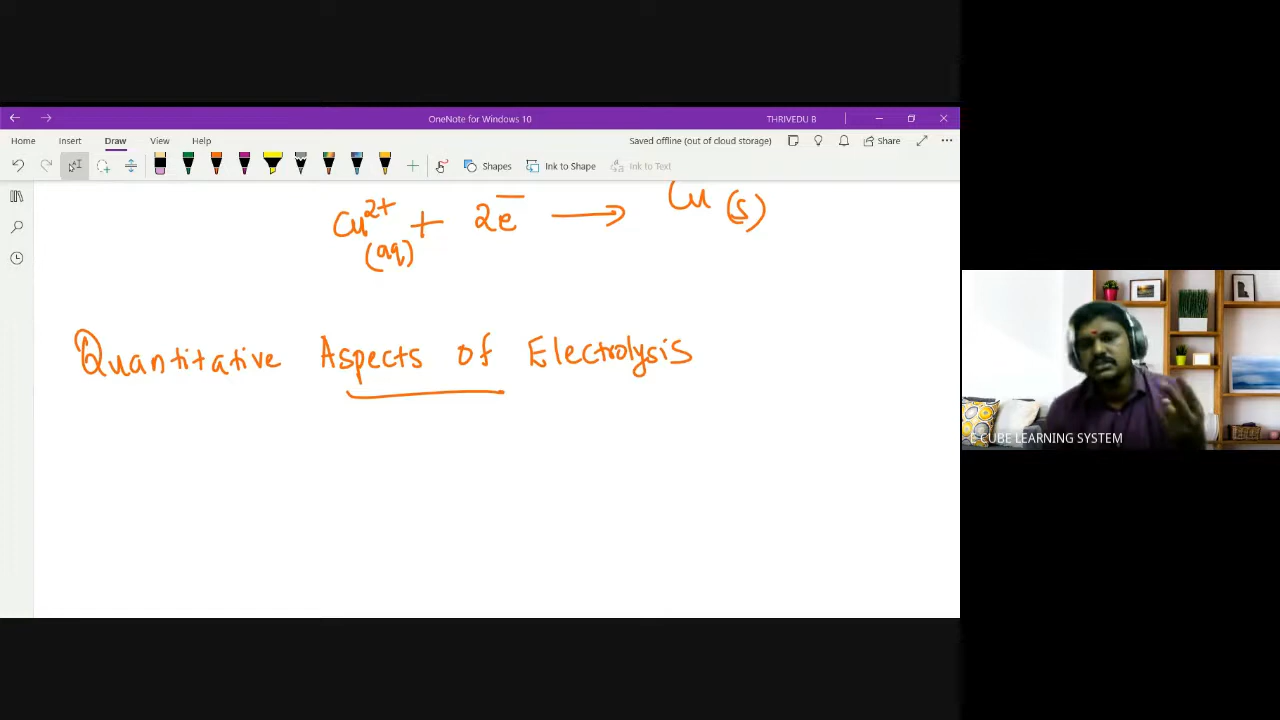 OneNote for Windows 10
THRIVEDU B
Home Insert Draw View Help
Saved offline (out of cloud storage)
Share
Shapes
Ink to Shape
Ink to Text
Cu (s)
Cu²⁺ + 2e⁻ ⟶
(aq)
Quantitative Aspects of Electrolysis
E CUBE LEARNING SYSTEM